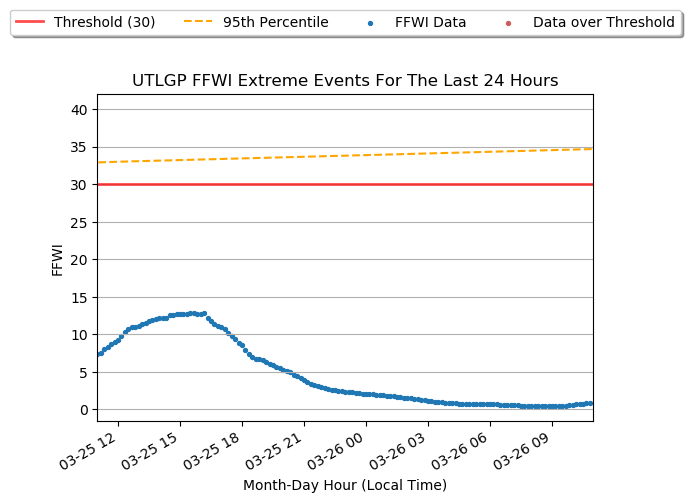 Threshold (30) 95th Percentile FFWI Data Data over Threshold
UTLGP FFWI Extreme Events For The Last 24 Hours
40
35
30
25
20
15
10
5
0
FFWI
03-25 12 03-25 15 03-25 18 03-25 21 03-26 00 03-26 03 03-26 06 03-26 09
Month-Day Hour (Local Time)